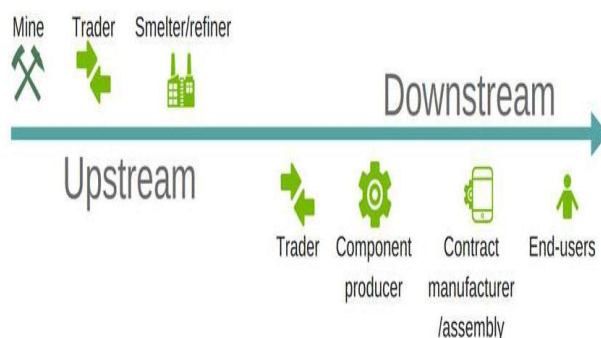 Mine Trader Smelter/refiner
Downstream
Upstream
Trader Component producer Contract manufacturer /assembly End-users